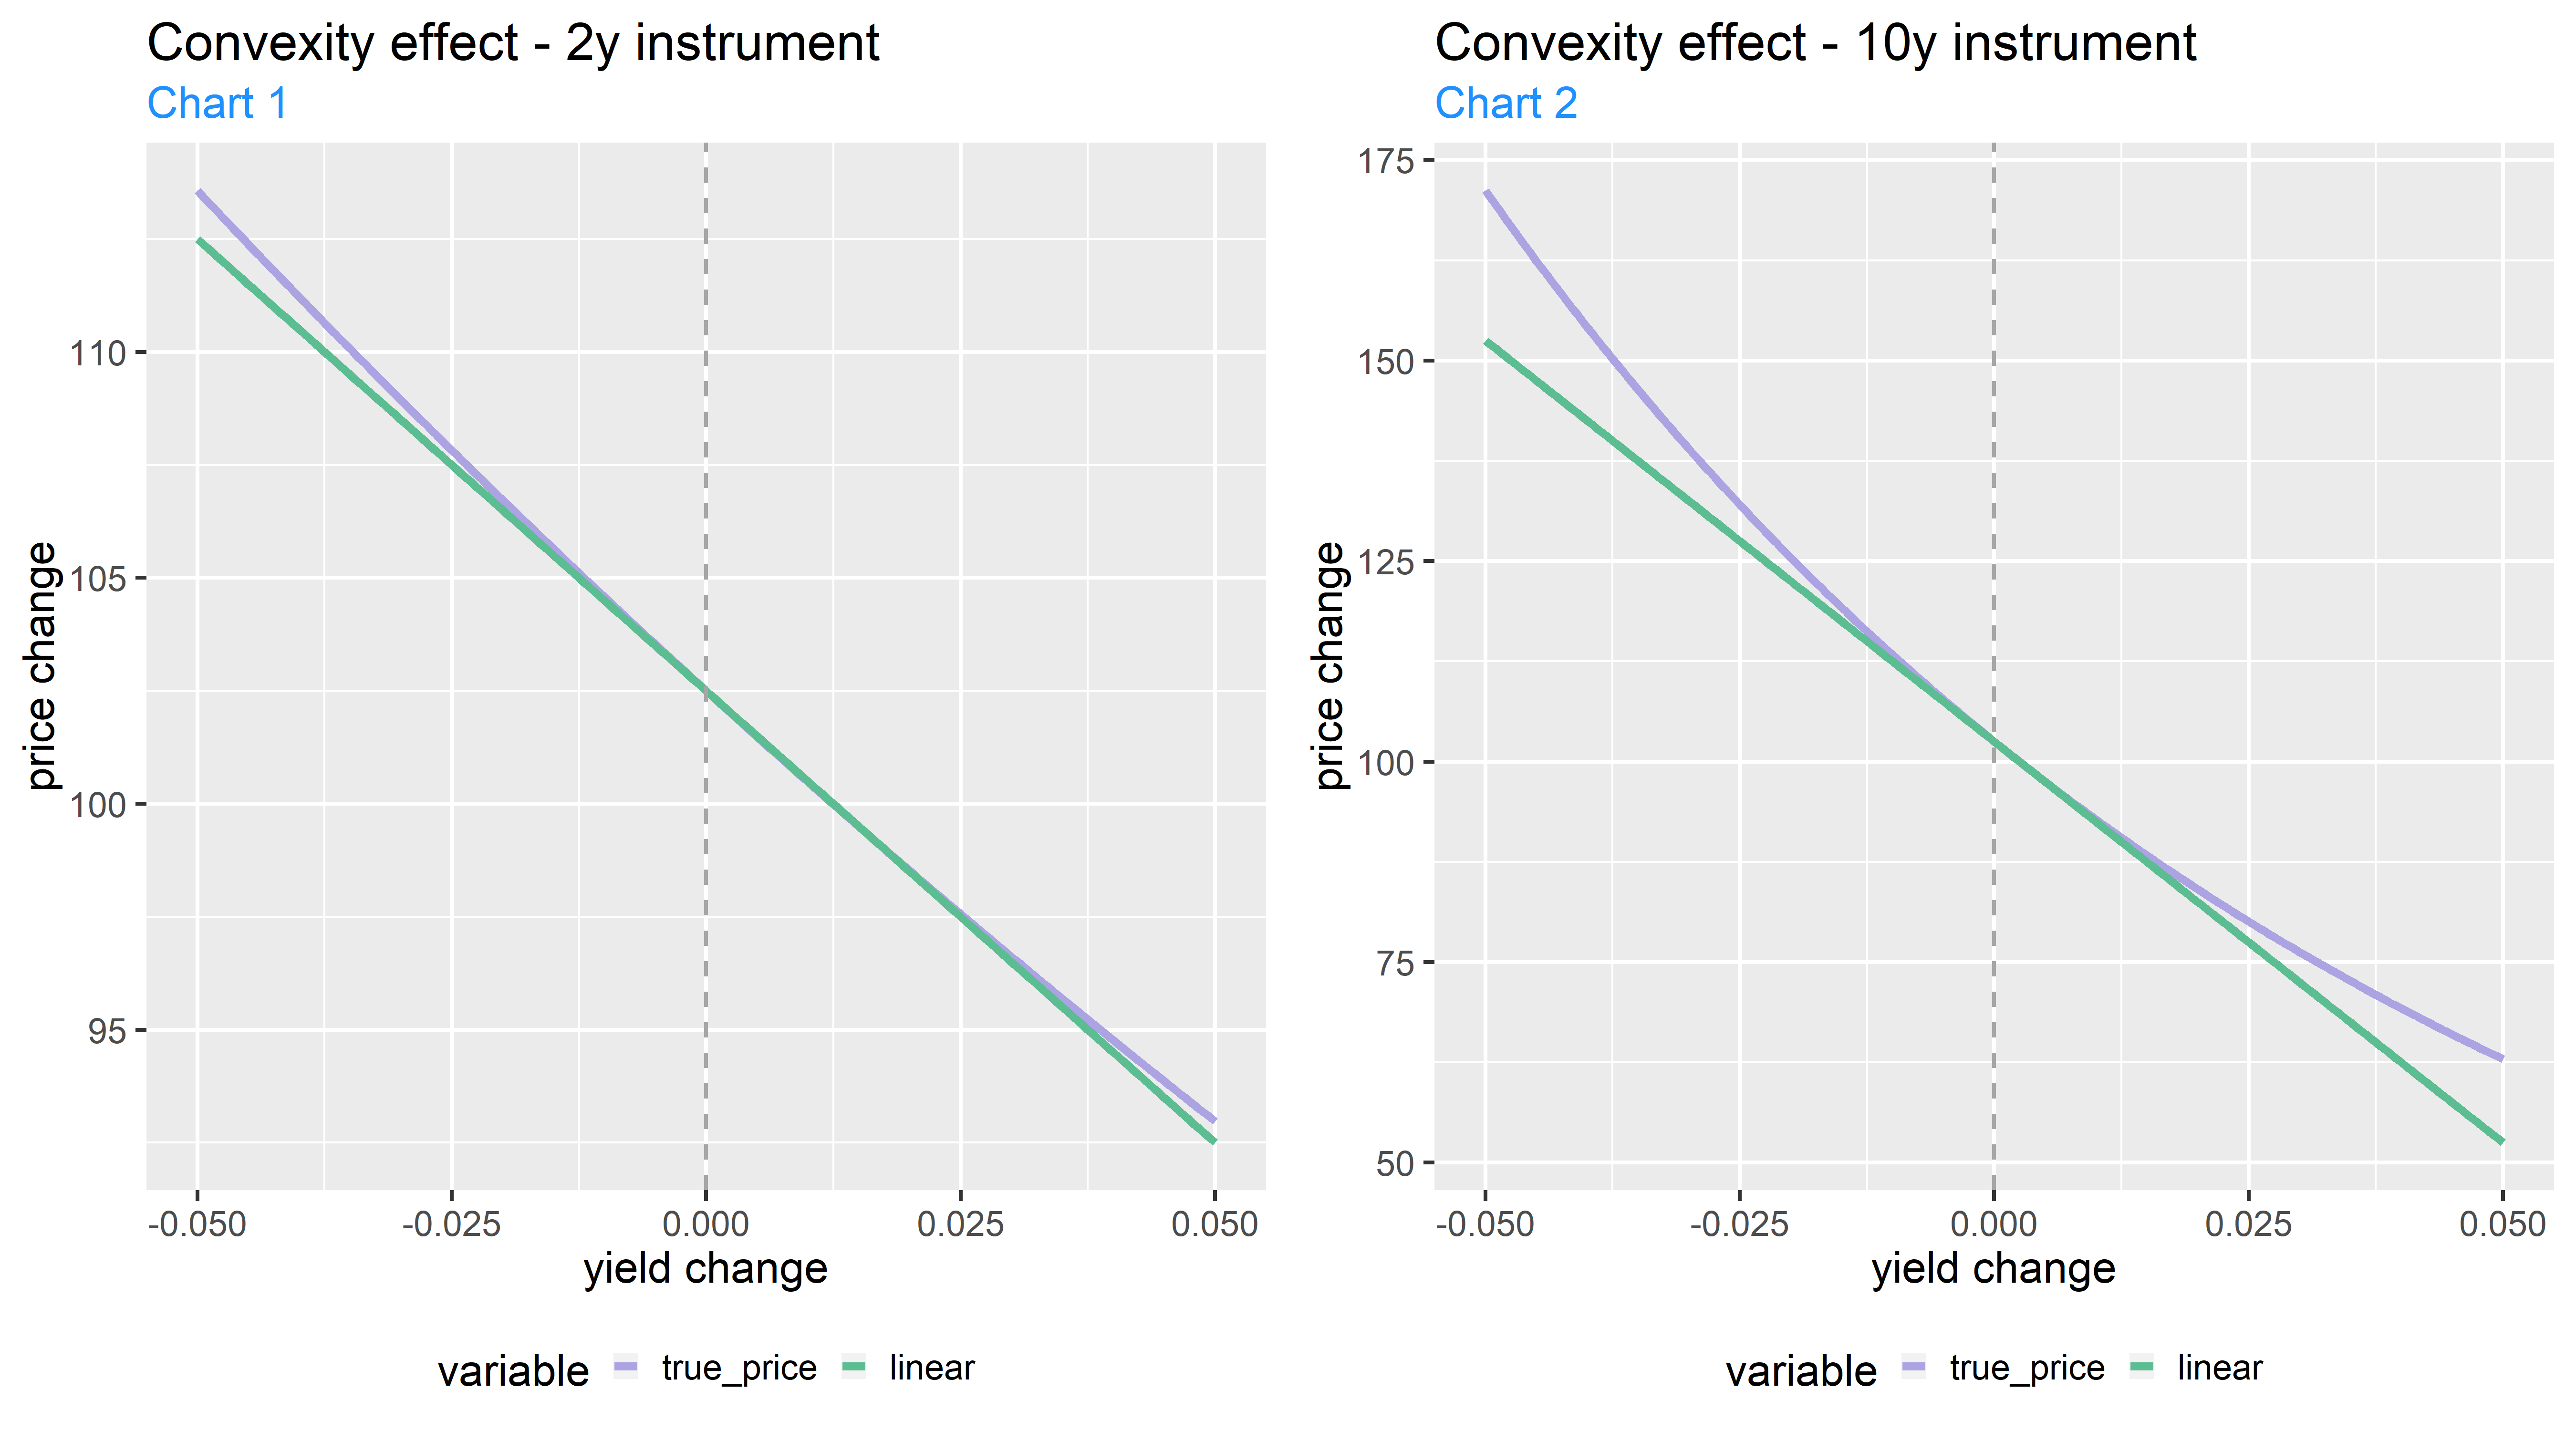 Convexity effect - 2y instrument
Chart 1
price change
110
105
100
95
-0.050 -0.025 0.000 0.025 0.050
yield change
variable true_price linear
Convexity effect - 10y instrument
Chart 2
price change
175
150
125
100
75
50
-0.050 -0.025 0.000 0.025 0.050
yield change
variable true_price linear